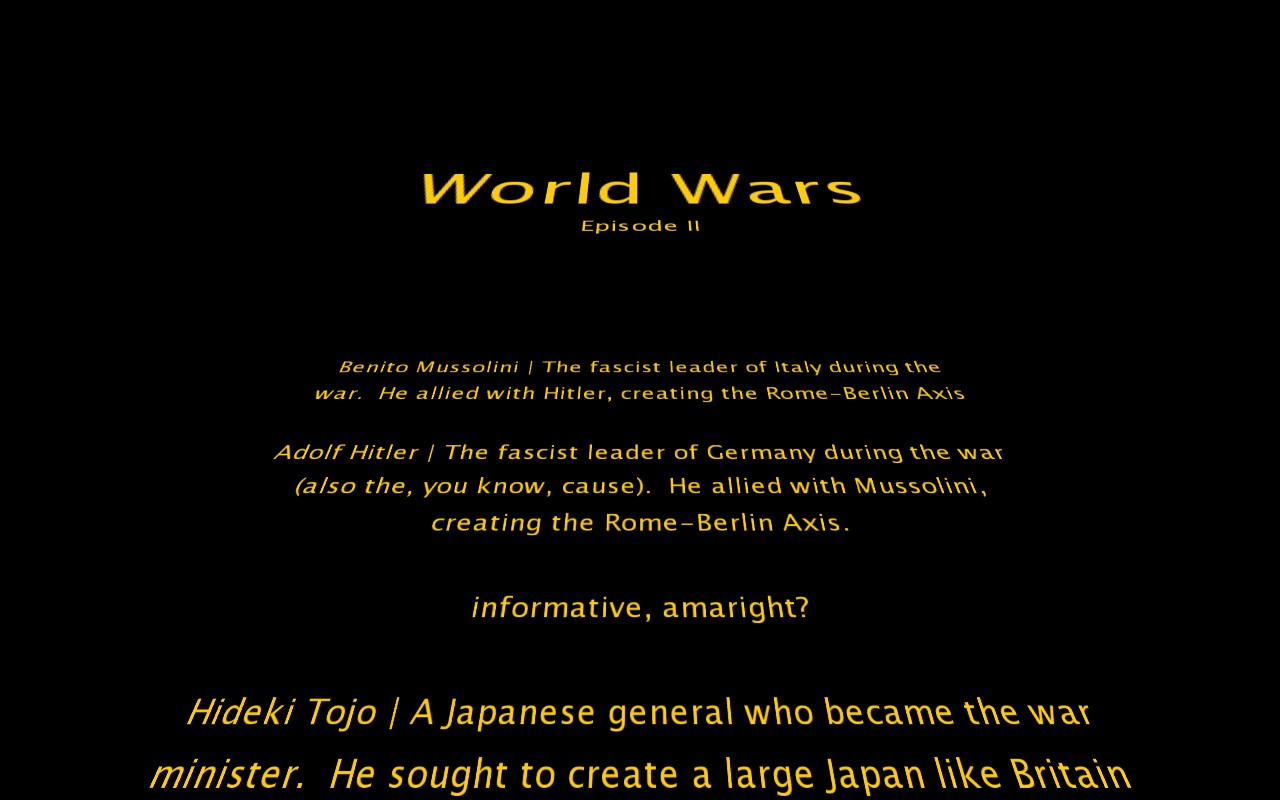 World Wars
Episode II
Benito Mussolini | The fascist leader of Italy during the
war.  He allied with Hitler, creating the Rome-Berlin Axis
Adolf Hitler | The fascist leader of Germany during the war
(also the, you know, cause).  He allied with Mussolini,
creating the Rome-Berlin Axis.
informative, amaright?
Hideki Tojo | A Japanese general who became the war
minister.  He sought to create a large Japan like Britain